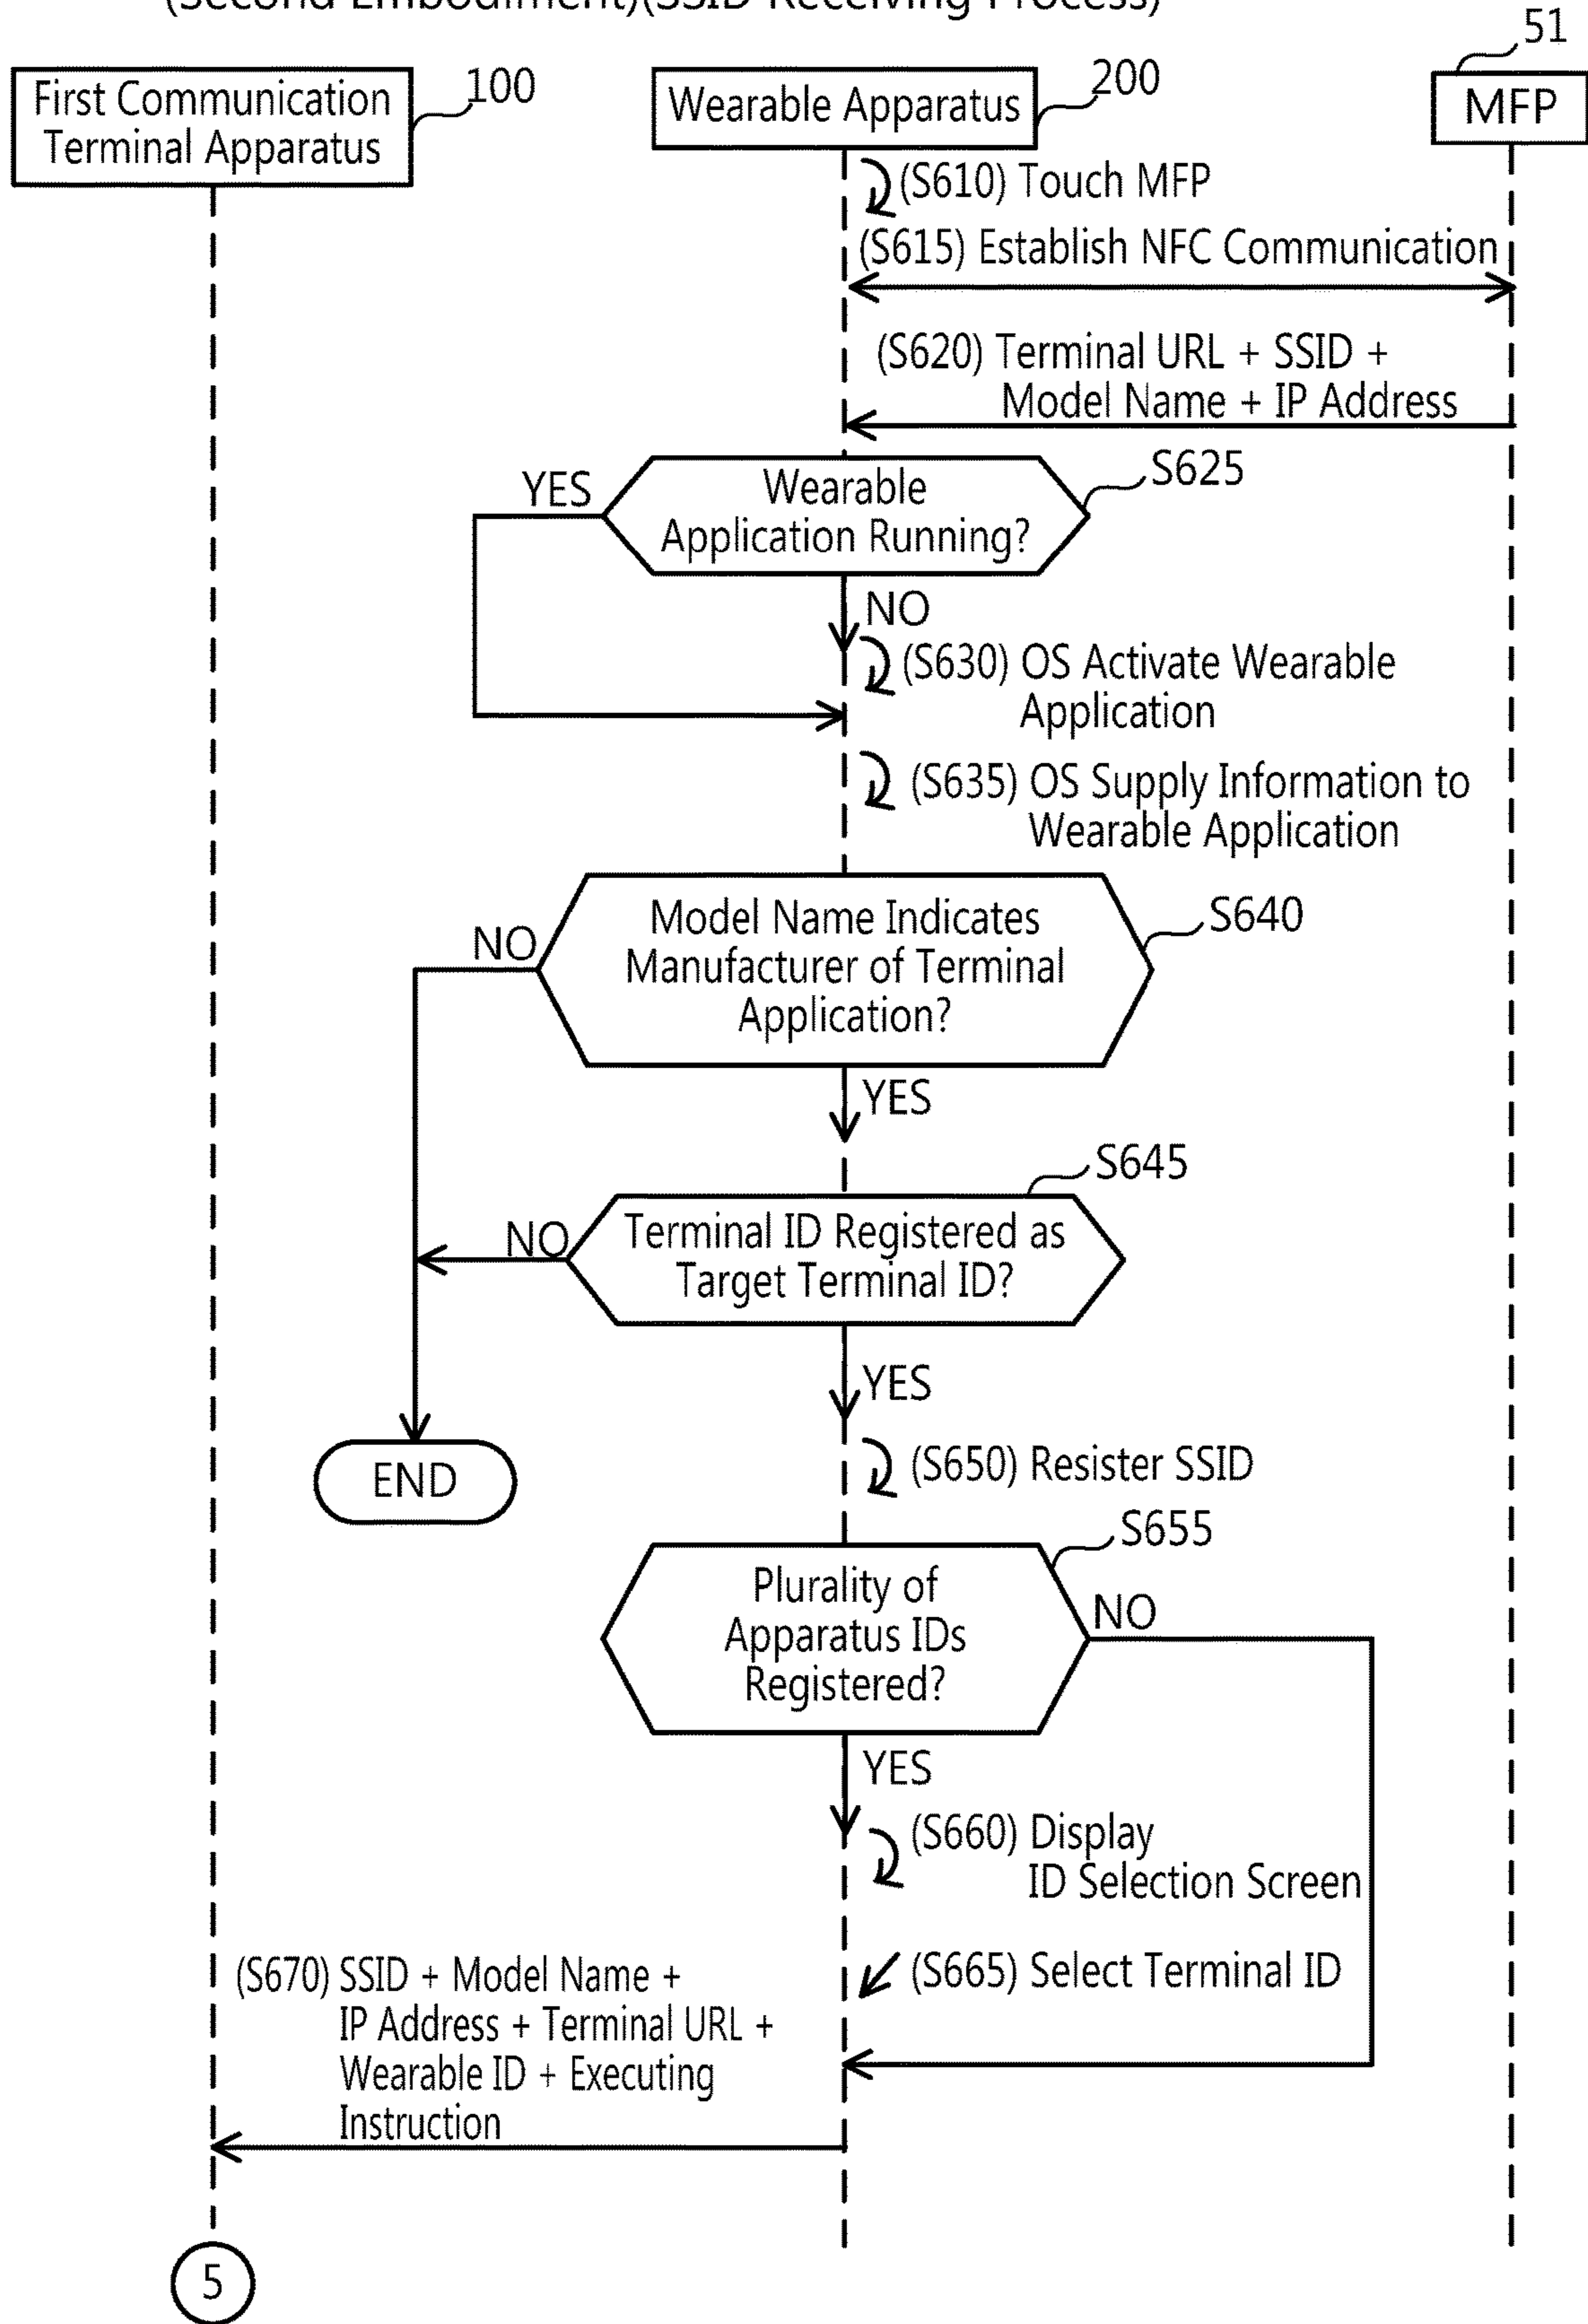 (Second Embodiment)(SSID Receiving Process)
51
First Communication
Terminal Apparatus
100
Wearable Apparatus
200
MFP
(S610) Touch MFP
(S615) Establish NFC Communication
(S620) Terminal URL + SSID +
Model Name + IP Address
S625
YES
Wearable
Application Running?
NO
(S630) OS Activate Wearable
Application
(S635) OS Supply Information to
Wearable Application
S640
NO
Model Name Indicates
Manufacturer of Terminal
Application?
YES
S645
NO
Terminal ID Registered as
Target Terminal ID?
YES
(S650) Resister SSID
END
S655
Plurality of
Apparatus IDs
Registered?
NO
YES
(S660) Display
ID Selection Screen
(S665) Select Terminal ID
(S670) SSID + Model Name +
IP Address + Terminal URL +
Wearable ID + Executing
Instruction
5